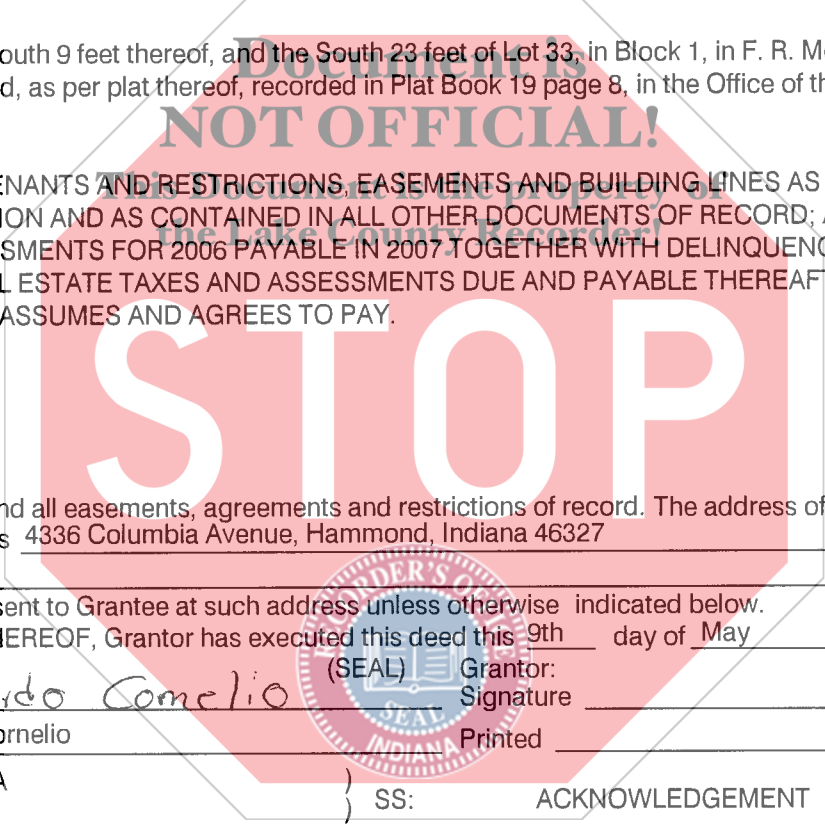 outh 9 feet thereof, and the South 23 feet of Lot 33, in Block 1, in F. R. M
Document is
d, as per plat thereof, recorded in Plat Book 19 page 8, in the Office of th
NOT OFFICIAL!
ENANTS AND RESTRICTIONS, EASEMENTS AND BUILDING LINES AS
This Document is the property of
ION AND AS CONTAINED IN ALL OTHER DOCUMENTS OF RECORD; A
the Lake County Recorder!
SMENTS FOR 2006 PAYABLE IN 2007 TOGETHER WITH DELINQUENC
L ESTATE TAXES AND ASSESSMENTS DUE AND PAYABLE THEREAFT
ASSUMES AND AGREES TO PAY.
STOP
nd all easements, agreements and restrictions of record. The address of
s 4336 Columbia Avenue, Hammond, Indiana 46327
sent to Grantee at such address unless otherwise indicated below.
HEREOF, Grantor has executed this deed this 9th day of May
(SEAL) Grantor:
rdo Cornelio Signature
ornelio Printed
A )
) SS: ACKNOWLEDGEMENT
RECORDER'S OFFICE
SEAL
INDIANA